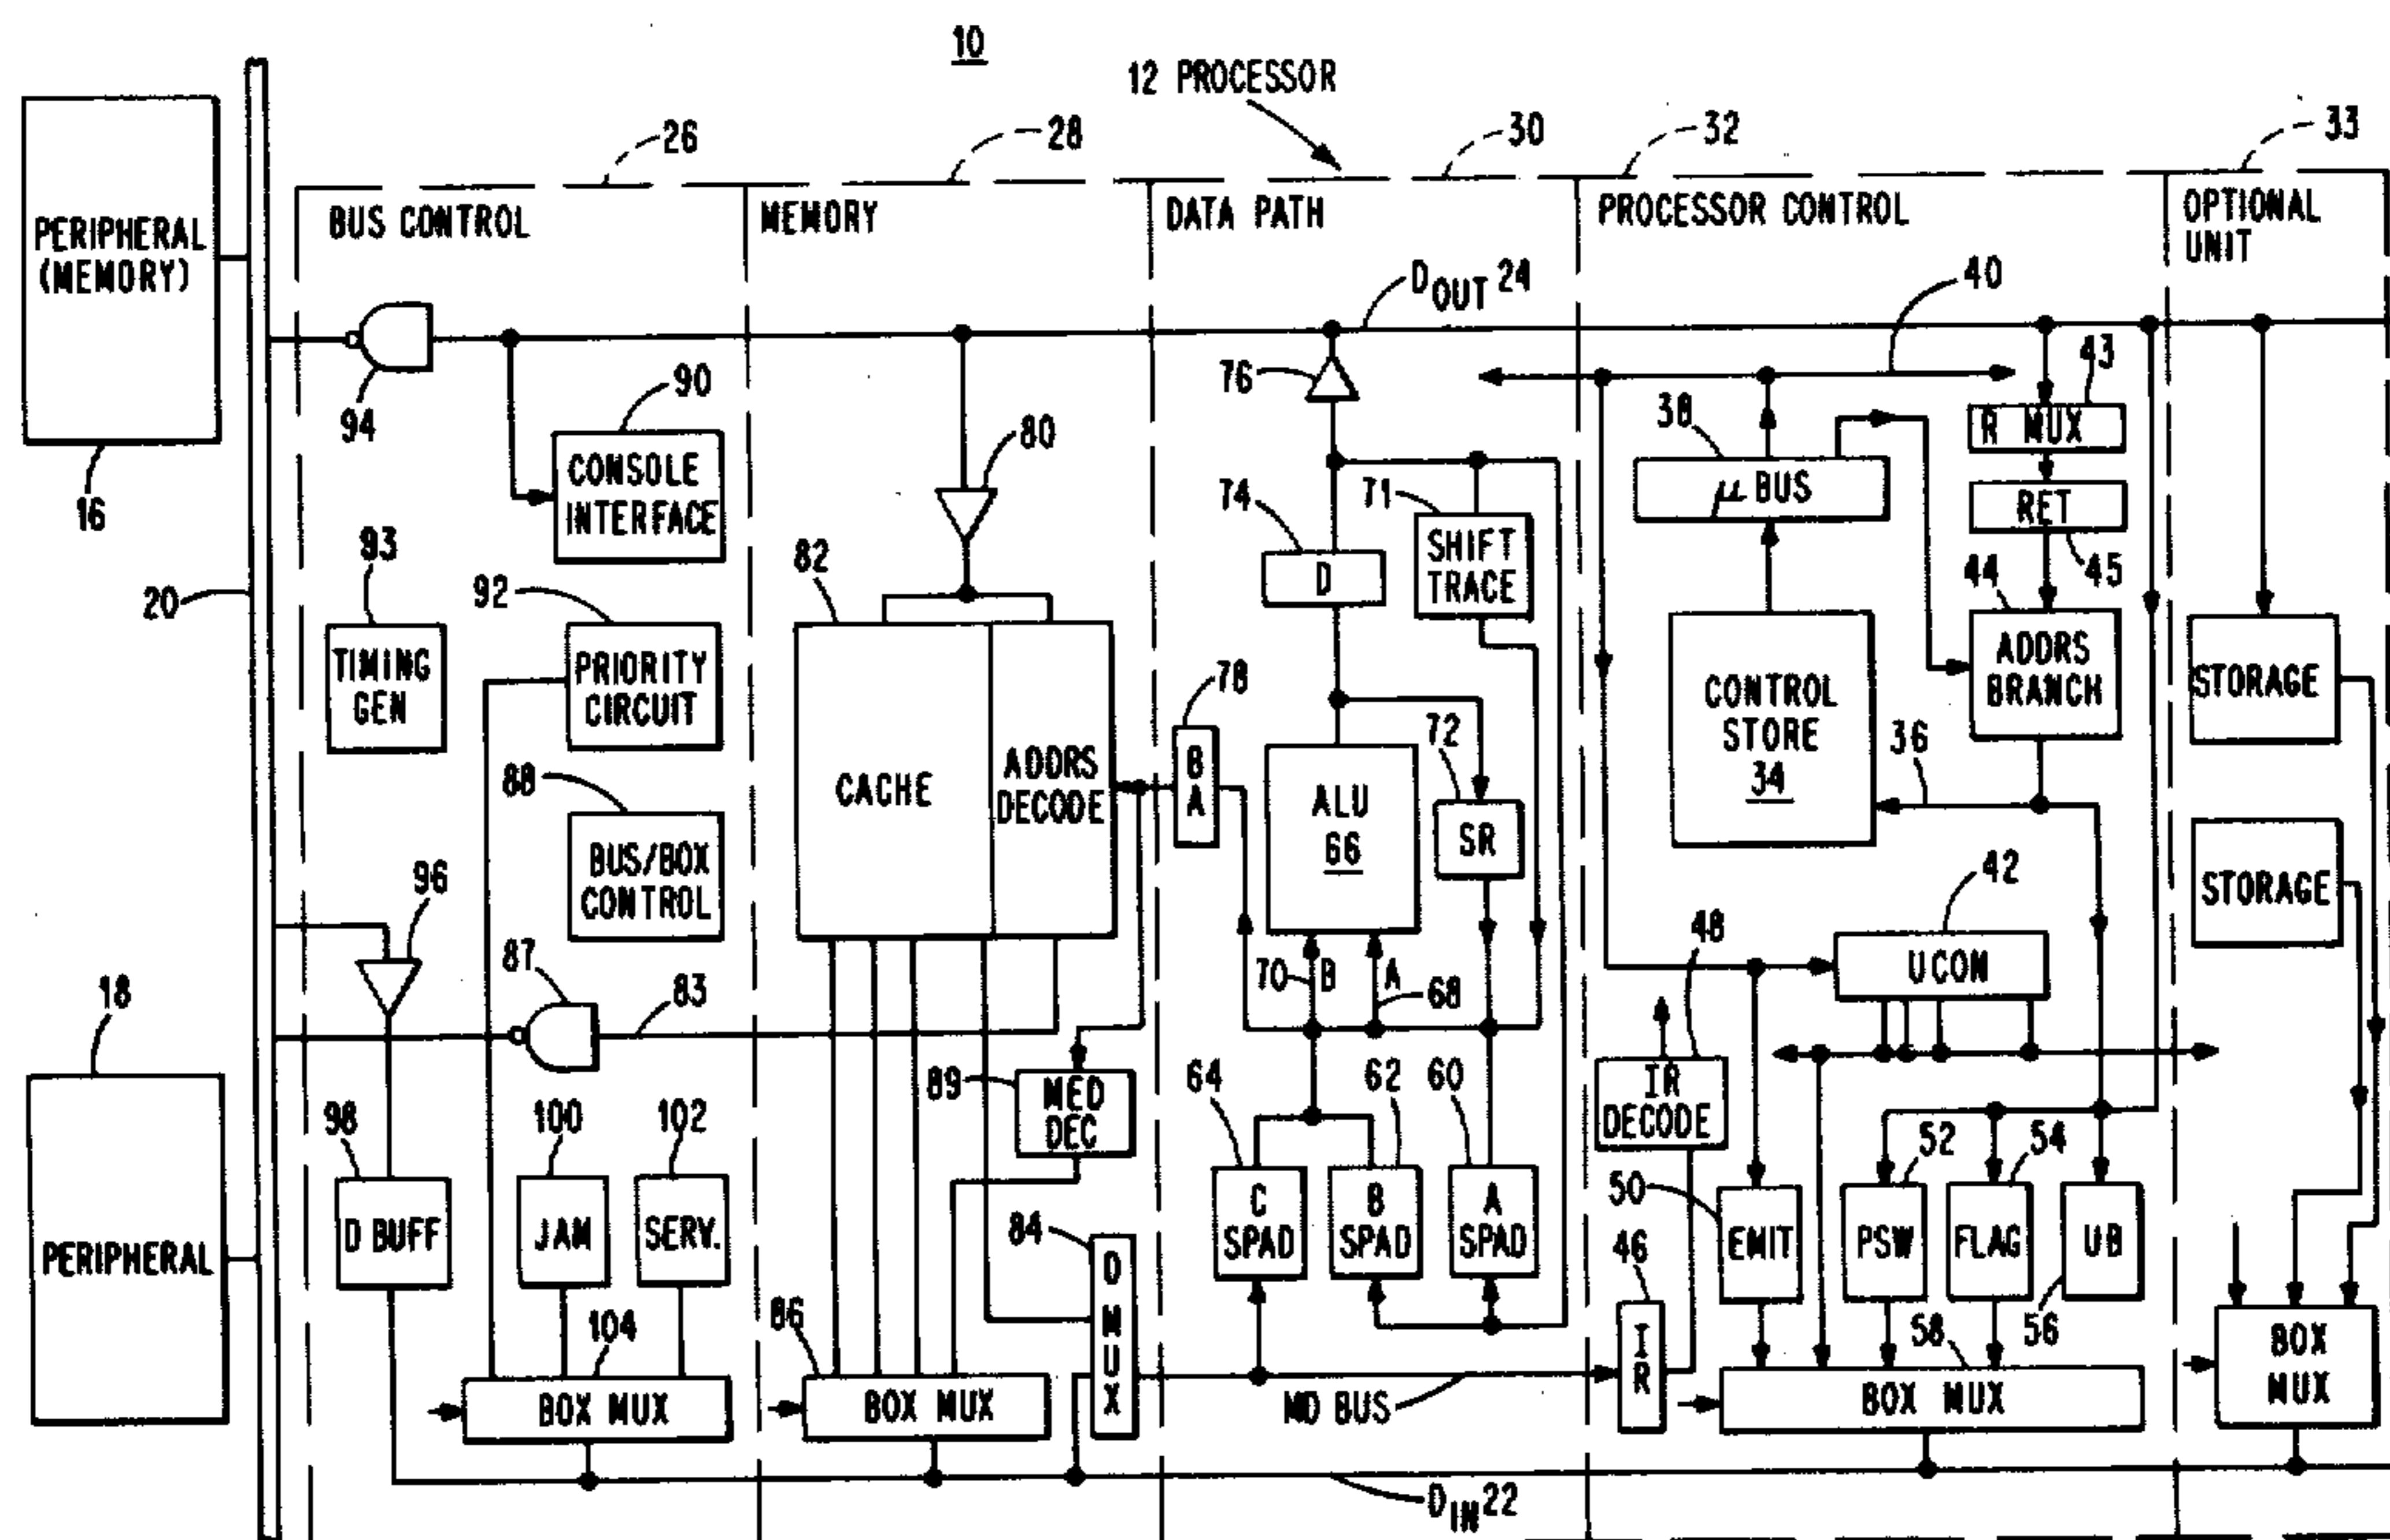 10
12 PROCESSOR
26
28
30
32
33
BUS CONTROL
MEMORY
DATA PATH
PROCESSOR CONTROL
OPTIONAL
UNIT
PERIPHERAL
(MEMORY)
16
20
PERIPHERAL
18
94
90
CONSOLE
INTERFACE
93
TIMING
GEN
92
PRIORITY
CIRCUIT
88
BUS/BOX
CONTROL
96
87
83
98
D BUFF
100
JAM
102
SERV.
104
BOX MUX
80
82
CACHE
ADDRS
DECODE
89
MED
DEC
84
D
M
U
X
86
BOX MUX
DOUT 24
76
74
D
71
SHIFT
TRACE
78
B
A
ALU
66
72
SR
70
B
A
68
64
C
SPAD
62
B
SPAD
60
A
SPAD
MD BUS
DIN 22
40
38
μ BUS
43
R MUX
RET
45
44
ADDRS
BRANCH
CONTROL
STORE
34
36
42
U CON
48
IR
DECODE
46
I
R
50
EMIT
52
PSW
54
FLAG
UB
56
58
BOX MUX
STORAGE
STORAGE
BOX
MUX